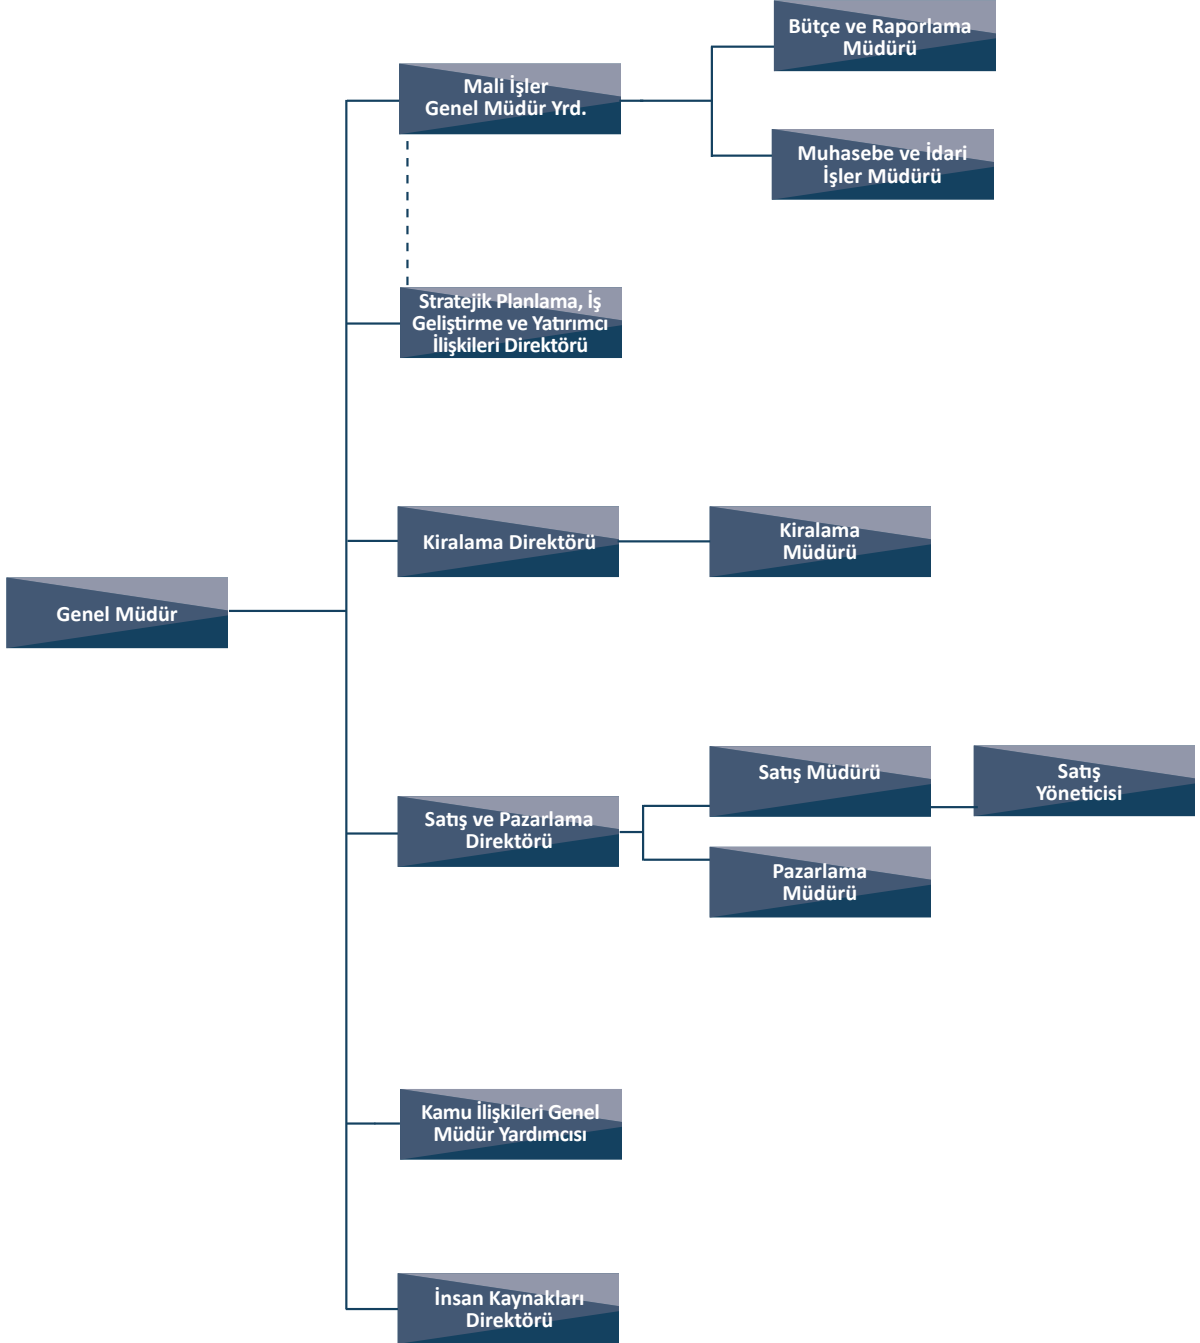 Bütçe ve Raporlama
Müdürü
Mali İşler
Genel Müdür Yrd.
Muhasebe ve İdari
İşler Müdürü
Stratejik Planlama, İş
Geliştirme ve Yatırımcı
İlişkileri Direktörü
Kiralama Direktörü
Kiralama
Müdürü
Genel Müdür
Satış Müdürü
Satış
Yöneticisi
Satış ve Pazarlama
Direktörü
Pazarlama
Müdürü
Kamu İlişkileri Genel
Müdür Yardımcısı
İnsan Kaynakları
Direktörü